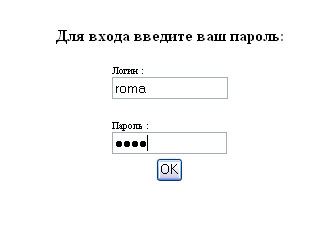 Для входа введите ваш пароль:
Логин :
roma
Пароль :
●●●●
OK